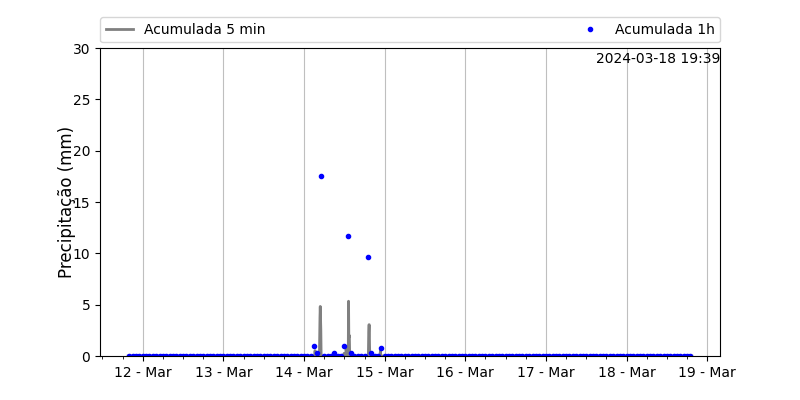 Acumulada 5 min
Acumulada 1h
2024-03-18 19:39
Precipitação (mm)
30
25
20
15
10
5
0
12 - Mar
13 - Mar
14 - Mar
15 - Mar
16 - Mar
17 - Mar
18 - Mar
19 - Mar